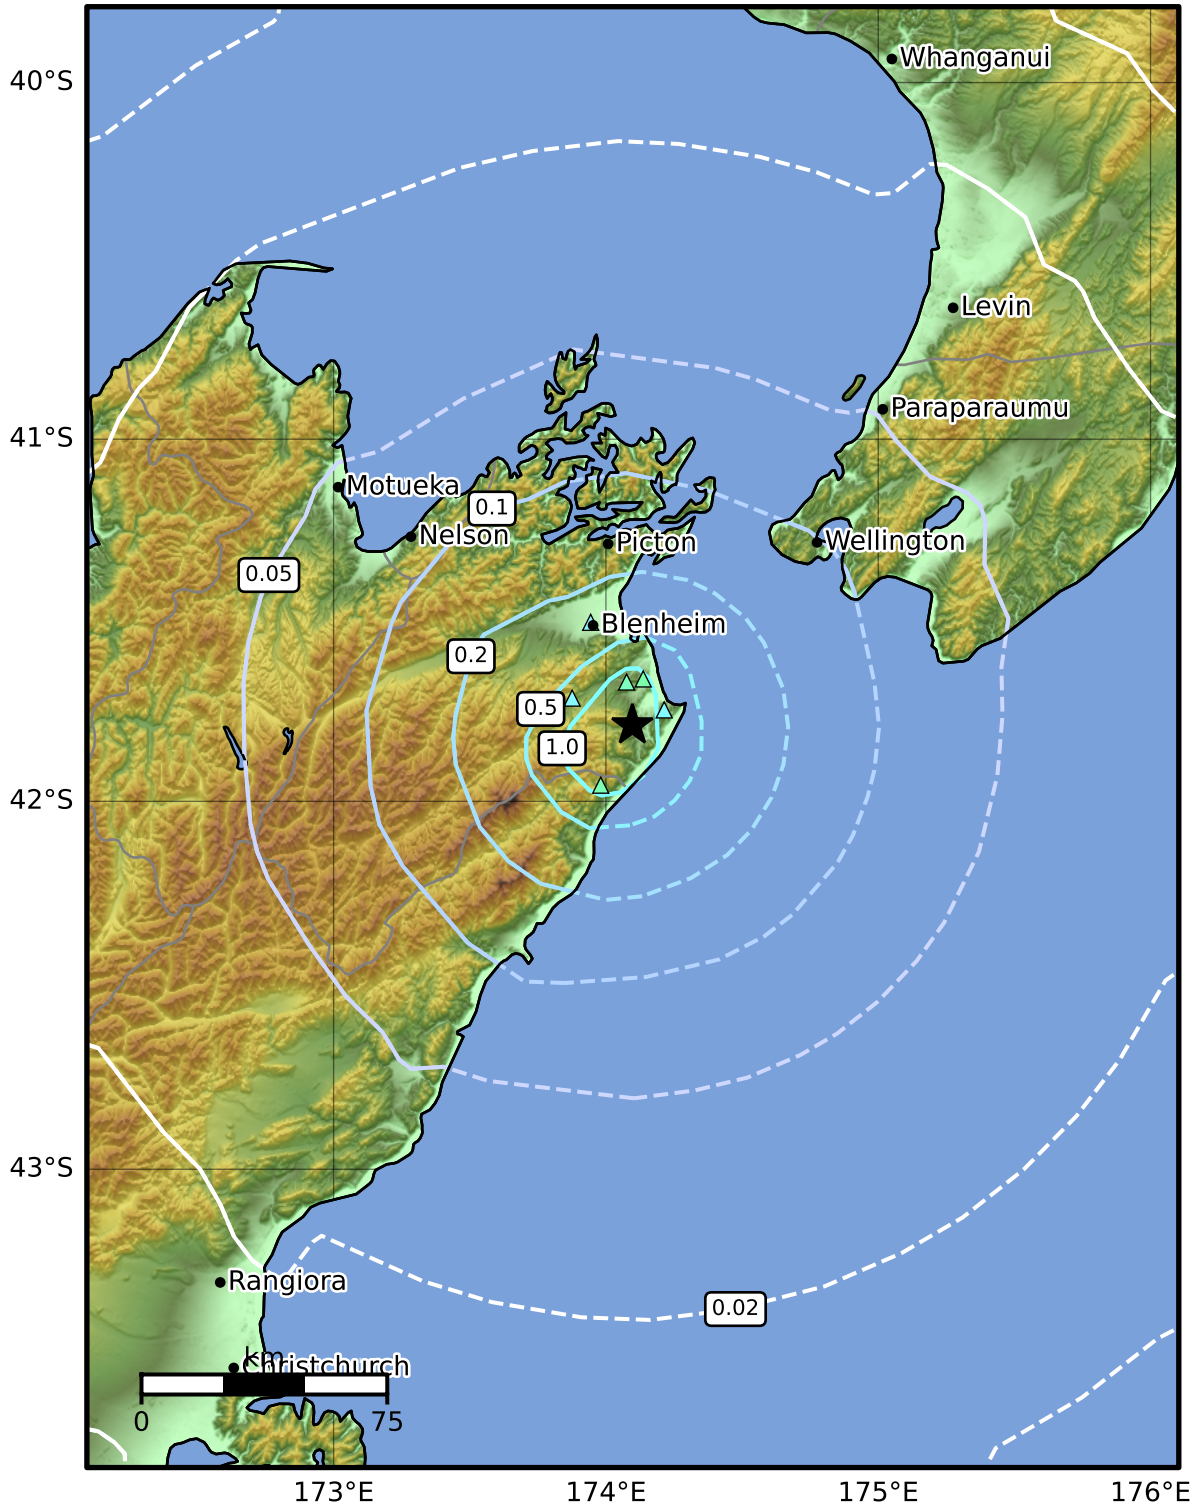 40°S
Whanganui
Levin
Paraparaumu
41°S
Motueka
0.1
Nelson
Picton
Wellington
0.05
Blenheim
0.2
0.5
1.0
42°S
43°S
Rangiora
0.02
km
Christchurch
0
75
173°E
174°E
175°E
176°E